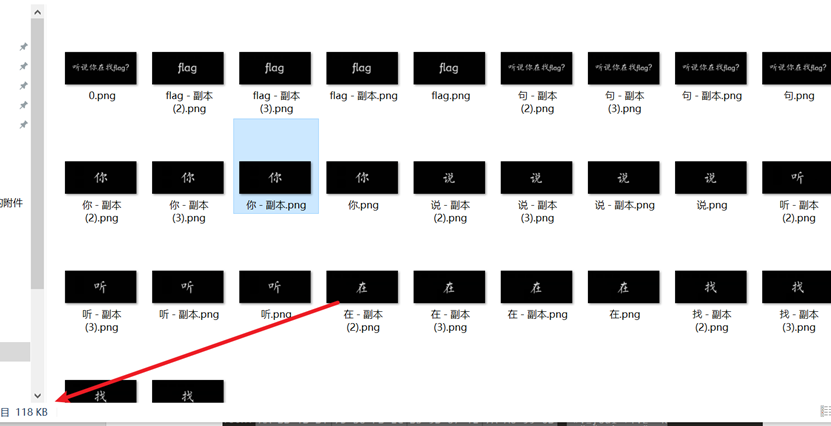 听说你在找flag?
flag
flag
flag
flag
听说你在找flag?
听说你在找flag?
听说你在找flag?
听说你在找flag?
0.png
flag - 副本 (2).png
flag - 副本 (3).png
flag - 副本.png
flag.png
句 - 副本 (2).png
句 - 副本 (3).png
句 - 副本.png
句.png
你
你
你
你
说
说
说
说
听
的附件
你 - 副本 (2).png
你 - 副本 (3).png
你 - 副本.png
你.png
说 - 副本 (2).png
说 - 副本 (3).png
说 - 副本.png
说.png
听 - 副本 (2).png
听
听
听
在
在
在
在
找
找
听 - 副本 (3).png
听 - 副本.png
听.png
在 - 副本 (2).png
在 - 副本 (3).png
在 - 副本.png
在.png
找 - 副本 (2).png
找 - 副本 (3).png
找
找
目 118 KB